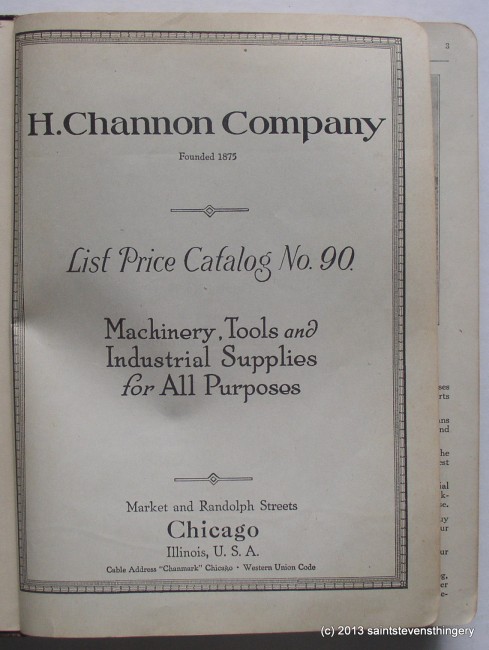 H. Channon Company
Founded 1875
List Price Catalog No. 90.
Machinery, Tools and
Industrial Supplies
for All Purposes
Market and Randolph Streets
Chicago
Illinois, U. S. A.
Cable Address "Chanmark" Chicago · Western Union Code
3
(c) 2013 saintstevensthingery